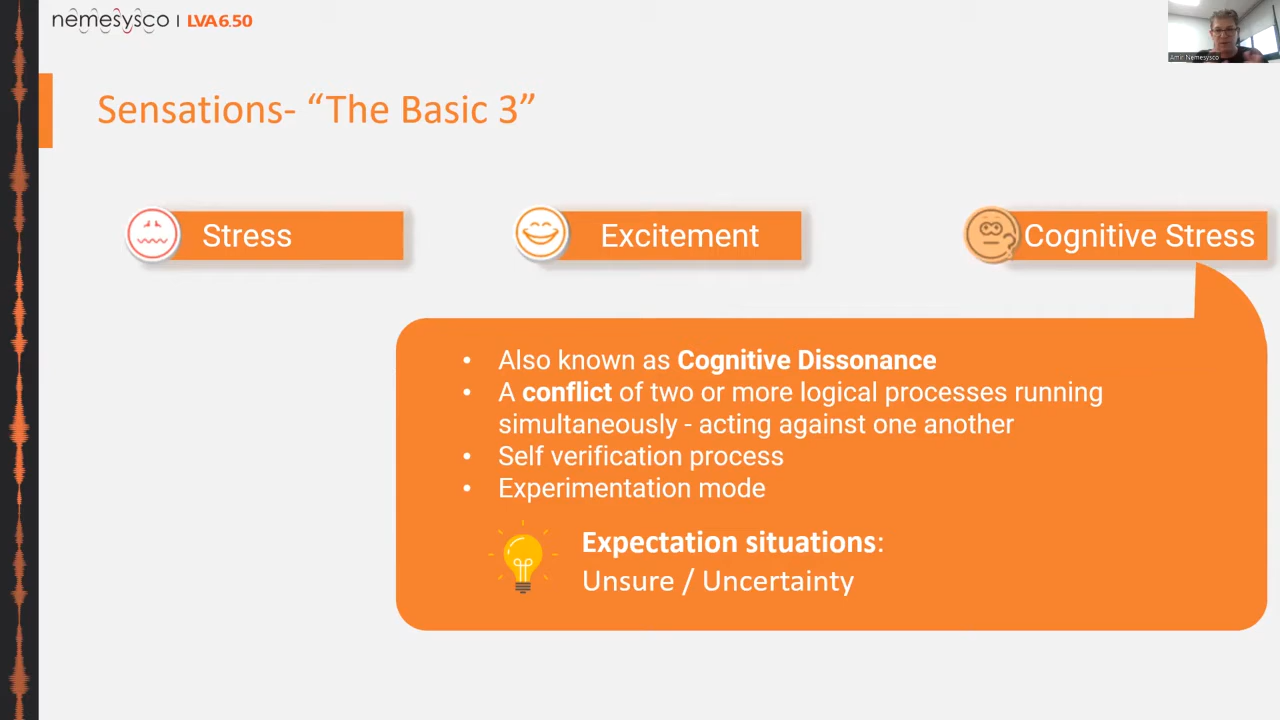 nemesysco | LVA6.50
Amir Nemesysco
Sensations- “The Basic 3”
Stress
Excitement
Cognitive Stress
• Also known as Cognitive Dissonance
• A conflict of two or more logical processes running
simultaneously - acting against one another
• Self verification process
• Experimentation mode
Expectation situations:
Unsure / Uncertainty